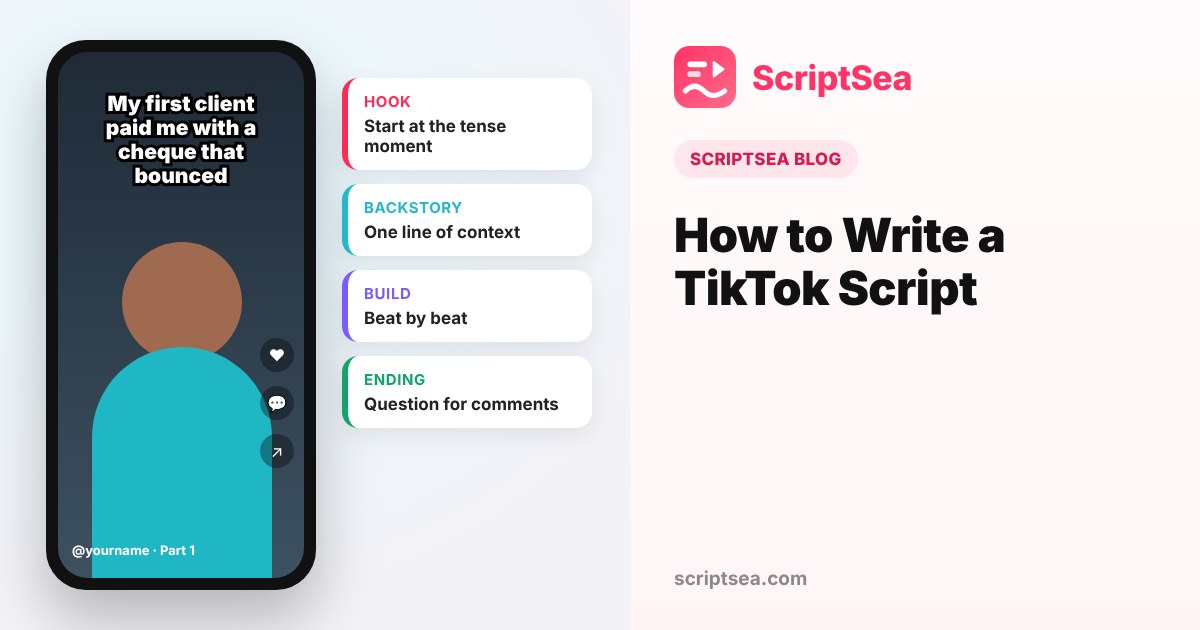 My first client
paid me with a
cheque that
bounced
@yourname · Part 1
HOOK
Start at the tense
moment
BACKSTORY
One line of context
BUILD
Beat by beat
ENDING
Question for comments
ScriptSea
SCRIPTSEA BLOG
How to Write a
TikTok Script
scriptsea.com